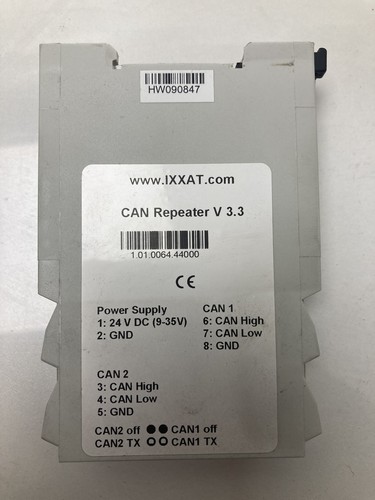 HW090847
www.IXXAT.com
CAN Repeater V 3.3
1.01.0064.44000
CE
Power Supply
1: 24 V DC (9-35V)
2: GND
CAN 1
6: CAN High
7: CAN Low
8: GND
CAN 2
3: CAN High
4: CAN Low
5: GND
CAN2 off ●● CAN1 off
CAN2 TX ○○ CAN1 TX